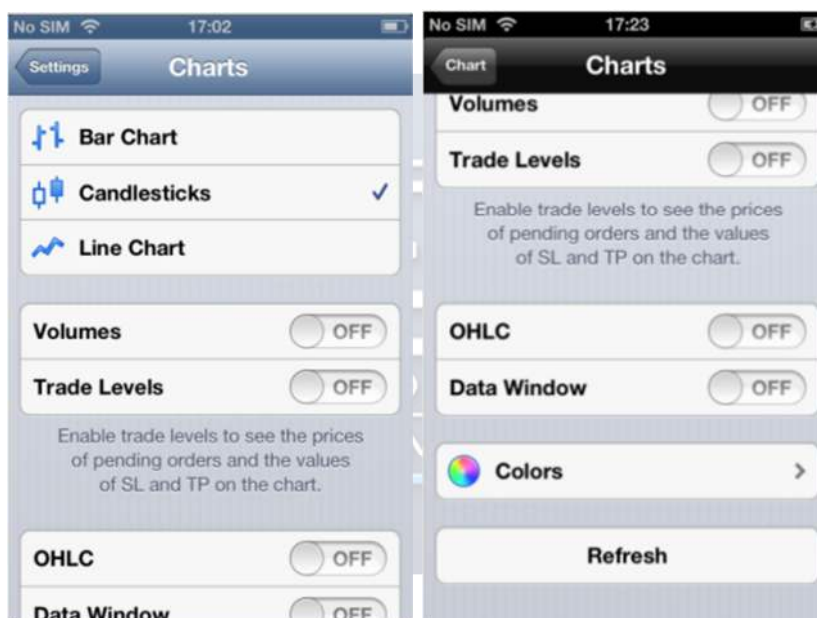 No SIM 17:02
Settings Charts
Bar Chart
Candlesticks
Line Chart
Volumes OFF
Trade Levels OFF
Enable trade levels to see the prices
of pending orders and the values
of SL and TP on the chart.
OHLC OFF
Data Window OFF
No SIM 17:23
Chart Charts
Volumes OFF
Trade Levels OFF
Enable trade levels to see the prices
of pending orders and the values
of SL and TP on the chart.
OHLC OFF
Data Window OFF
Colors
Refresh